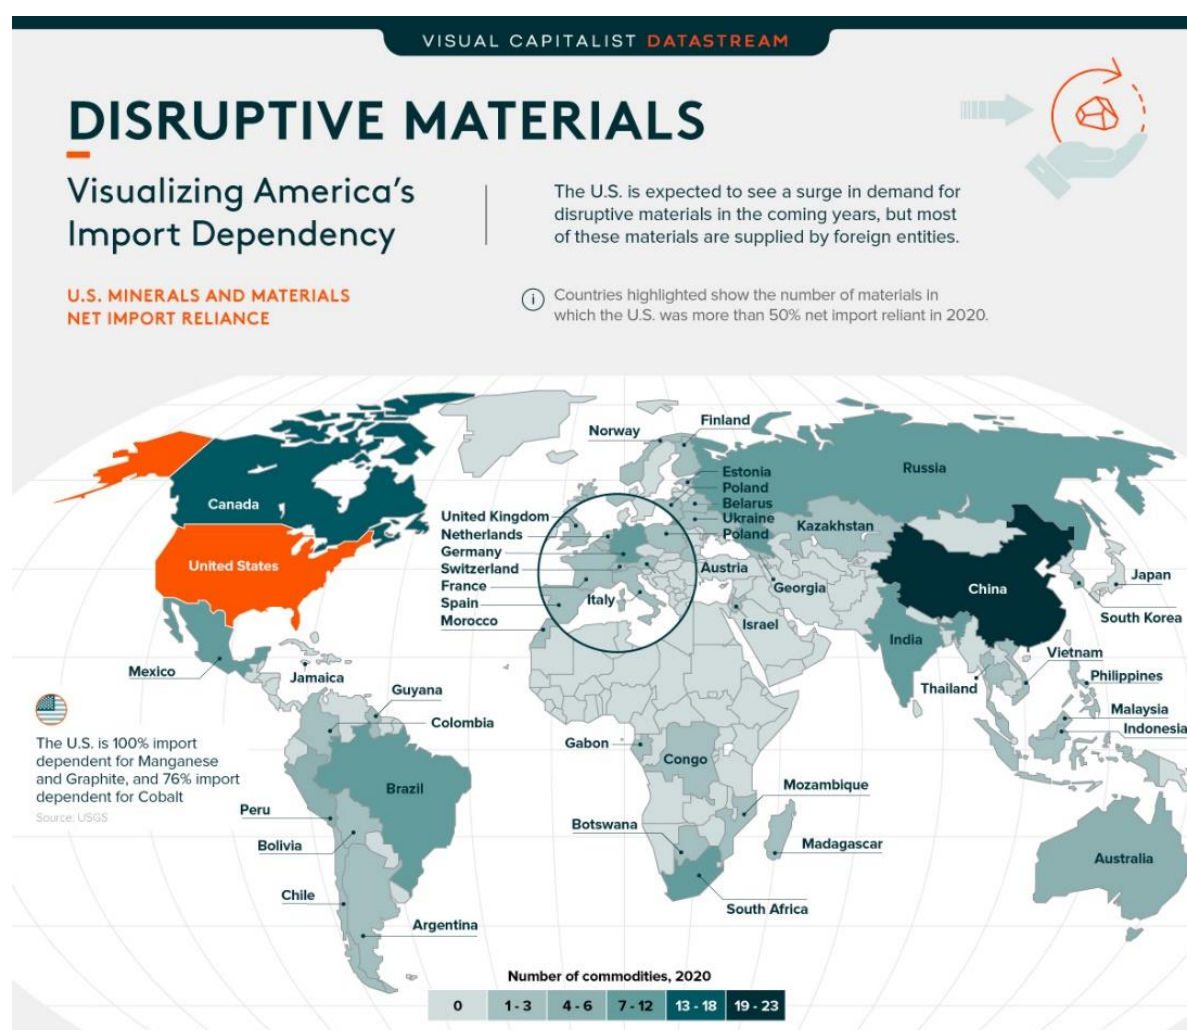 VISUAL CAPITALIST DATASTREAM
DISRUPTIVE MATERIALS
Visualizing America's
Import Dependency
The U.S. is expected to see a surge in demand for
disruptive materials in the coming years, but most
of these materials are supplied by foreign entities.
U.S. MINERALS AND MATERIALS
NET IMPORT RELIANCE
i
Countries highlighted show the number of materials in
which the U.S. was more than 50% net import reliant in 2020.
Norway
Finland
Russia
Estonia
Poland
Belarus
Ukraine
Poland
Canada
United Kingdom
Netherlands
Germany
Switzerland
France
Spain
Morocco
Italy
Austria
Kazakhstan
Georgia
Israel
United States
China
Japan
South Korea
India
Vietnam
Thailand
Philippines
Malaysia
Indonesia
Mexico
Jamaica
Guyana
Colombia
The U.S. is 100% import
dependent for Manganese
and Graphite, and 76% import
dependent for Cobalt
Source: USGS
Gabon
Congo
Brazil
Mozambique
Peru
Botswana
Bolivia
Madagascar
Australia
Chile
South Africa
Argentina
Number of commodities, 2020
0 1 - 3 4 - 6 7 - 12 13 - 18 19 - 23